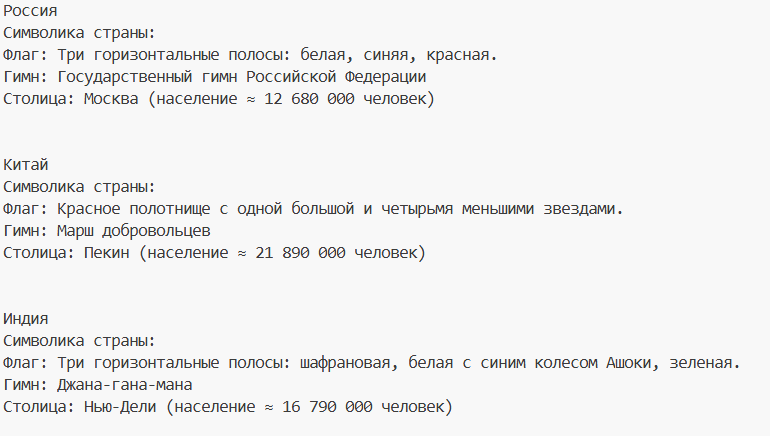 Россия
Символика страны:
Флаг: Три горизонтальные полосы: белая, синяя, красная.
Гимн: Государственный гимн Российской Федерации
Столица: Москва (население ≈ 12 680 000 человек)
Китай
Символика страны:
Флаг: Красное полотнище с одной большой и четырьмя меньшими звездами.
Гимн: Марш добровольцев
Столица: Пекин (население ≈ 21 890 000 человек)
Индия
Символика страны:
Флаг: Три горизонтальные полосы: шафрановая, белая с синим колесом Ашоки, зеленая.
Гимн: Джана-гана-мана
Столица: Нью-Дели (население ≈ 16 790 000 человек)